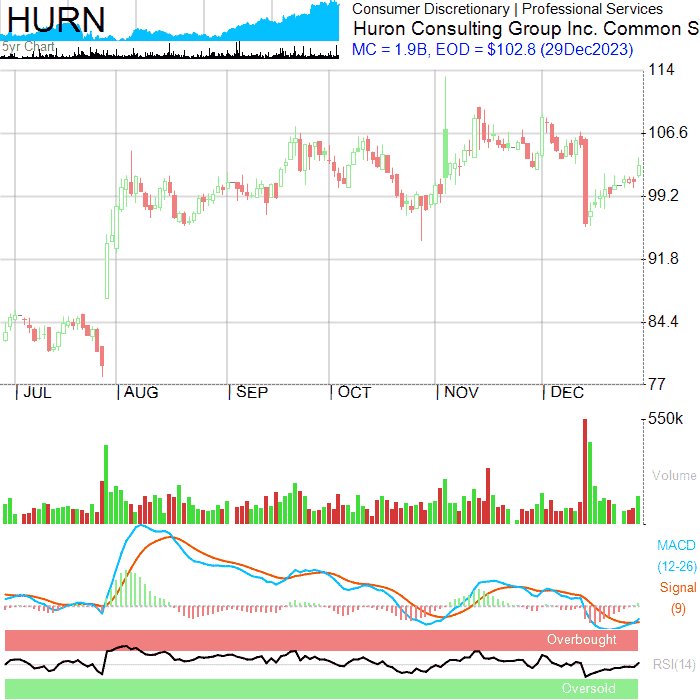 HURN
5yr Chart
Consumer Discretionary | Professional Services
Huron Consulting Group Inc. Common S
MC = 1.9B, EOD = $102.8 (29Dec2023)
114
106.6
99.2
91.8
84.4
77
JUL AUG SEP OCT NOV DEC
550k
Volume
MACD
(12-26)
Signal
(9)
Overbought
RSI(14)
Oversold